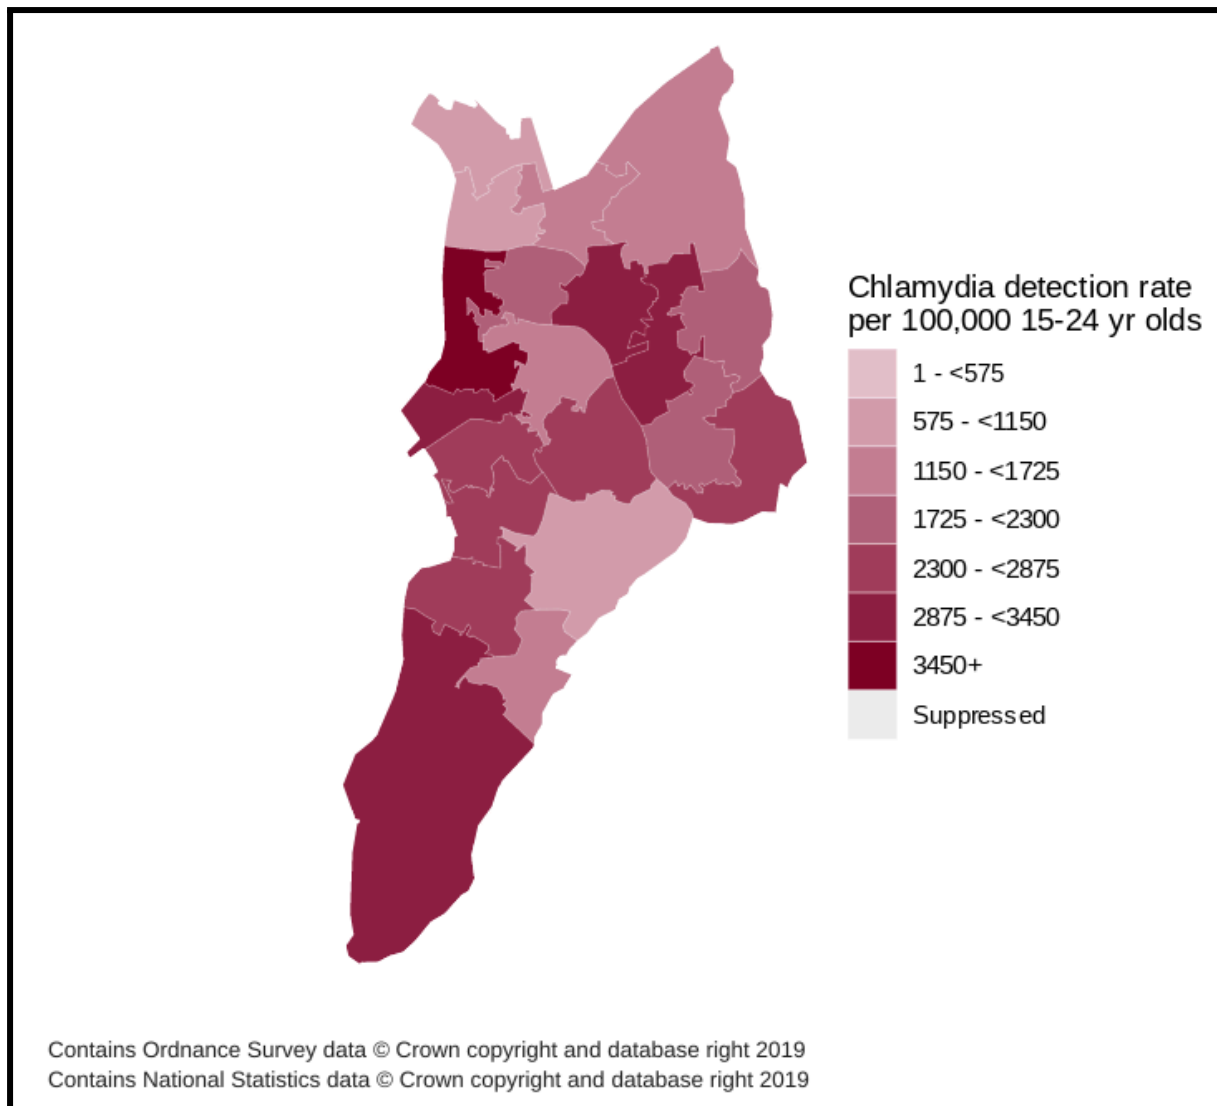 Chlamydia detection rate
per 100,000 15-24 yr olds
1 - <575
575 - <1150
1150 - <1725
1725 - <2300
2300 - <2875
2875 - <3450
3450+
Suppressed
Contains Ordnance Survey data © Crown copyright and database right 2019
Contains National Statistics data © Crown copyright and database right 2019